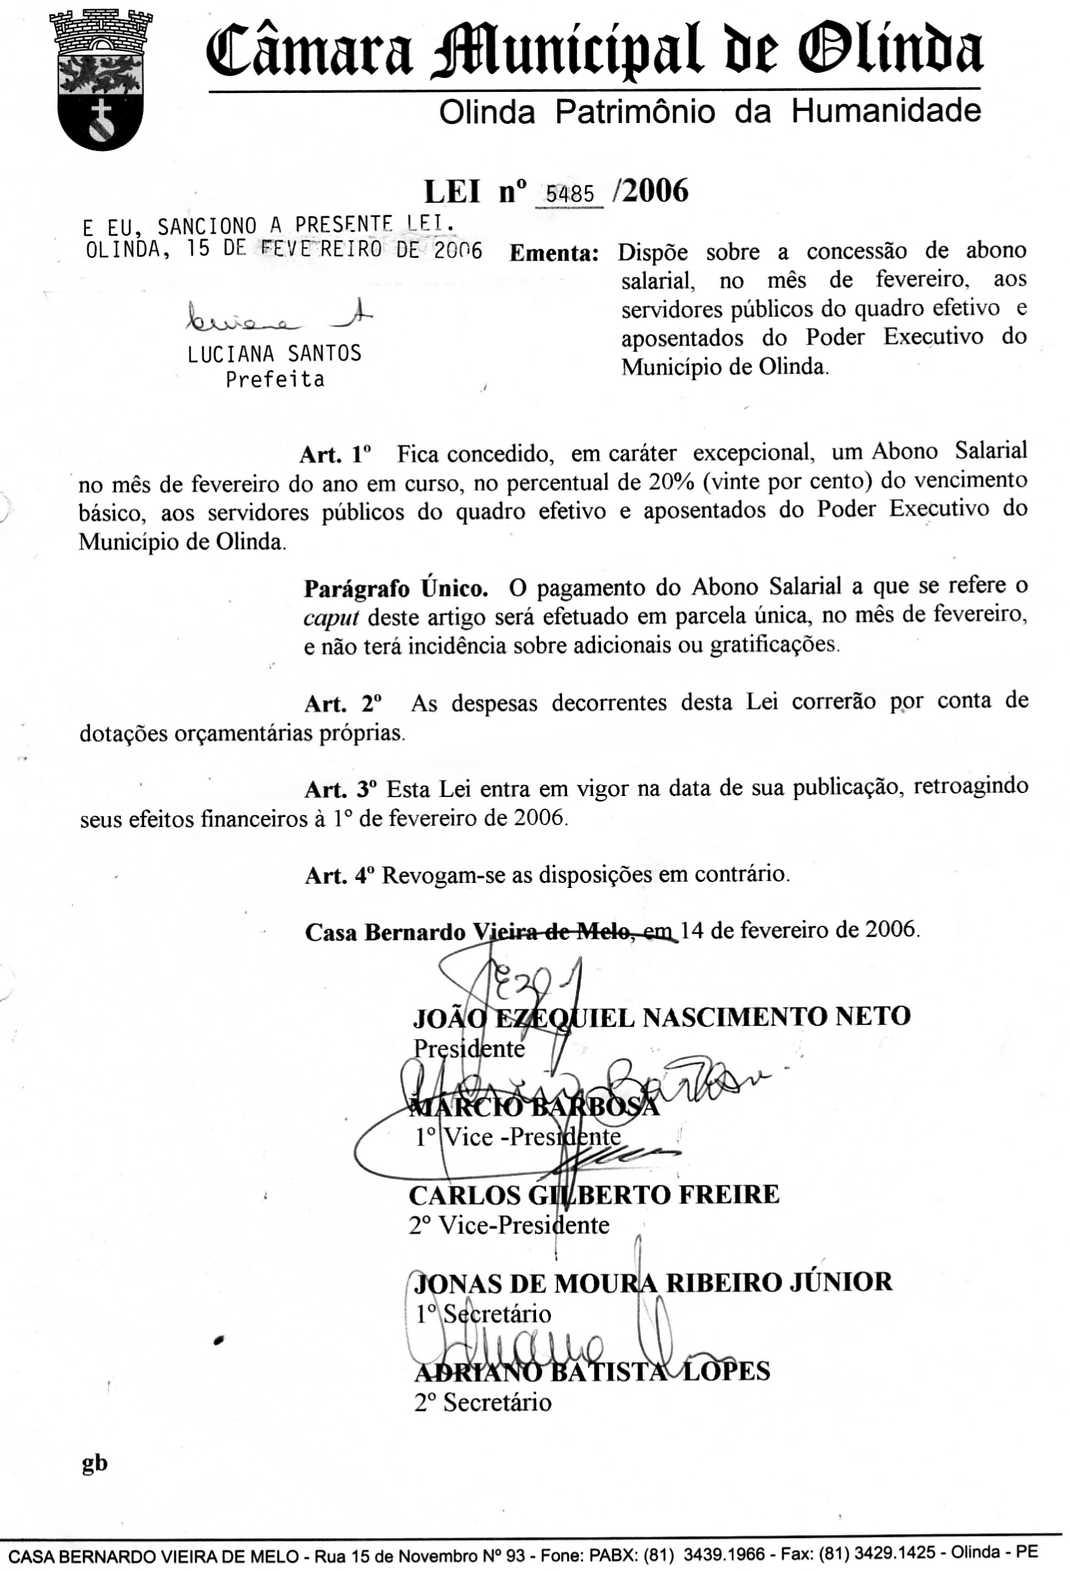 Câmara Municipal de Olinda
Olinda Patrimônio da Humanidade
LEI nº 5485 /2006
E EU, SANCIONO A PRESENTE LEI.
OLINDA, 15 DE FEVEREIRO DE 2006
LUCIANA SANTOS
Prefeita
Ementa: Dispõe sobre a concessão de abono
salarial, no mês de fevereiro, aos
servidores públicos do quadro efetivo e
aposentados do Poder Executivo do
Município de Olinda.
Art. 1º Fica concedido, em caráter excepcional, um Abono Salarial
no mês de fevereiro do ano em curso, no percentual de 20% (vinte por cento) do vencimento
básico, aos servidores públicos do quadro efetivo e aposentados do Poder Executivo do
Município de Olinda.
Parágrafo Único. O pagamento do Abono Salarial a que se refere o
caput deste artigo será efetuado em parcela única, no mês de fevereiro,
e não terá incidência sobre adicionais ou gratificações.
Art. 2º As despesas decorrentes desta Lei correrão por conta de
dotações orçamentárias próprias.
Art. 3º Esta Lei entra em vigor na data de sua publicação, retroagindo
seus efeitos financeiros à 1º de fevereiro de 2006.
Art. 4º Revogam-se as disposições em contrário.
Casa Bernardo Vieira de Melo, em 14 de fevereiro de 2006.
JOÃO EZEQUIEL NASCIMENTO NETO
Presidente
MÁRCIO BARBOSA
1º Vice -Presidente
CARLOS GILBERTO FREIRE
2º Vice-Presidente
JONAS DE MOURA RIBEIRO JÚNIOR
1º Secretário
ADRIANO BATISTA LOPES
2º Secretário
gb
CASA BERNARDO VIEIRA DE MELO - Rua 15 de Novembro Nº 93 - Fone: PABX: (81) 3439.1966 - Fax: (81) 3429.1425 - Olinda - PE